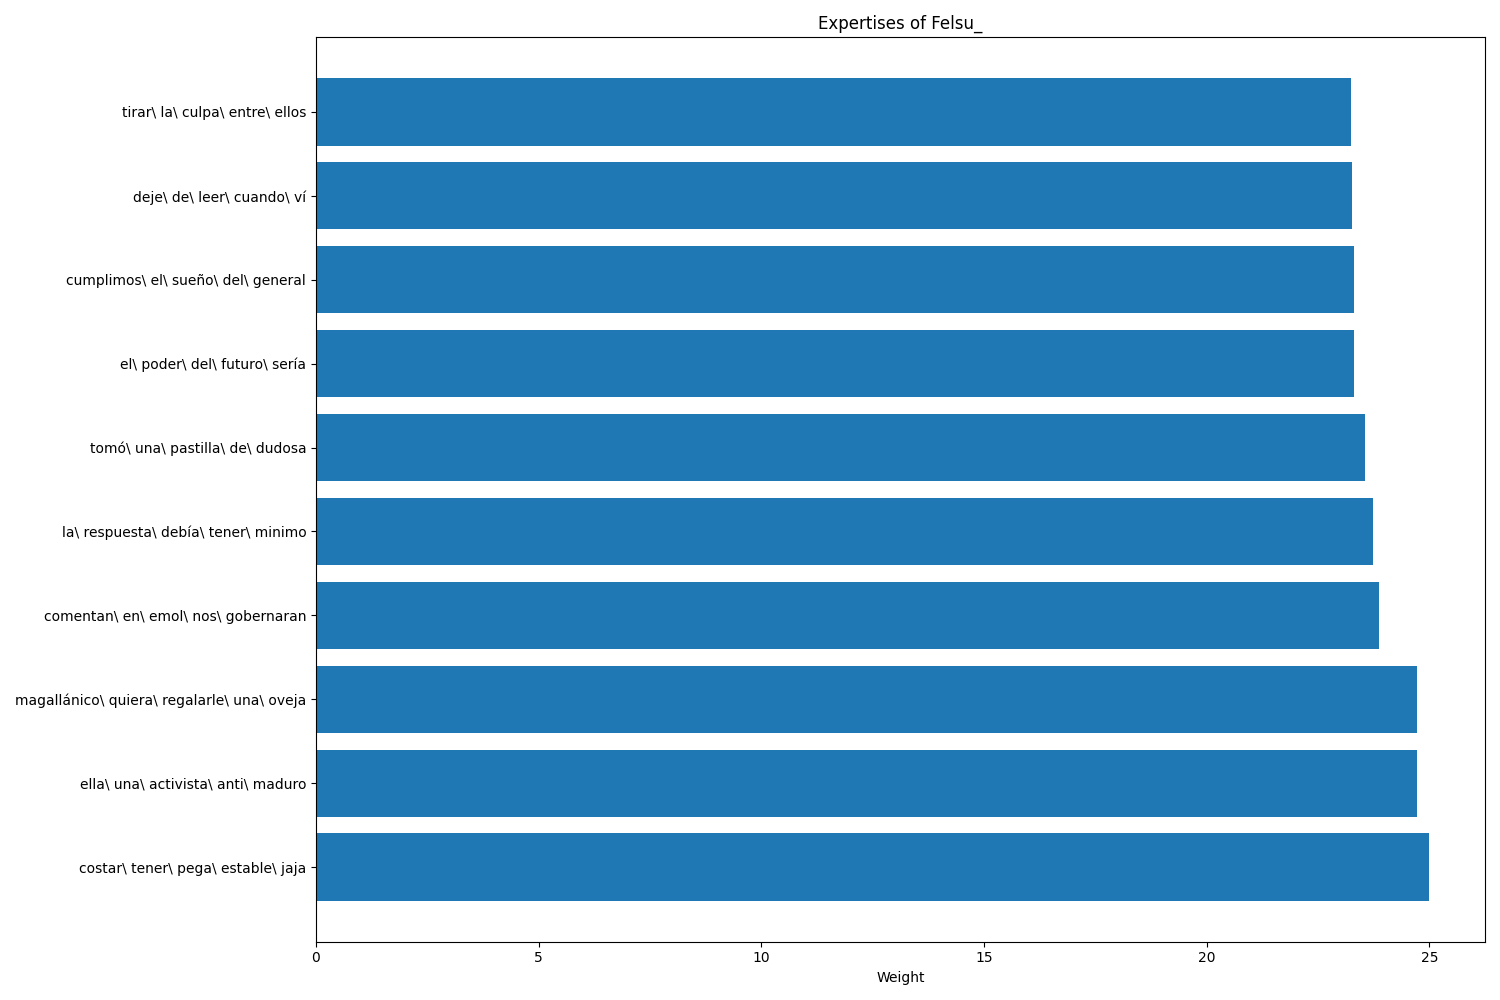 Expertises of Felsu_
tirar\ la\ culpa\ entre\ ellos
deje\ de\ leer\ cuando\ ví
cumplimos\ el\ sueño\ del\ general
el\ poder\ del\ futuro\ sería
tomó\ una\ pastilla\ de\ dudosa
la\ respuesta\ debía\ tener\ minimo
comentan\ en\ emol\ nos\ gobernaran
magallánico\ quiera\ regalarle\ una\ oveja
ella\ una\ activista\ anti\ maduro
costar\ tener\ pega\ estable\ jaja
0 5 10 15 20 25
Weight